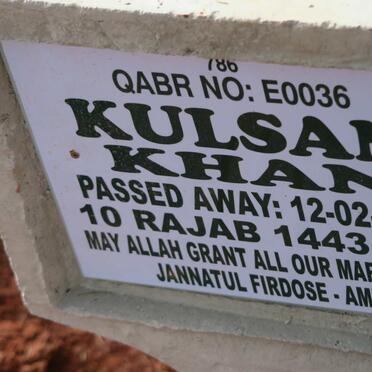 786
QABR NO: E0036
KULSA
KHAN
PASSED AWAY: 12-02-
10 RAJAB 1443
MAY ALLAH GRANT ALL OUR
JANNATUL FIRDOSE - AM